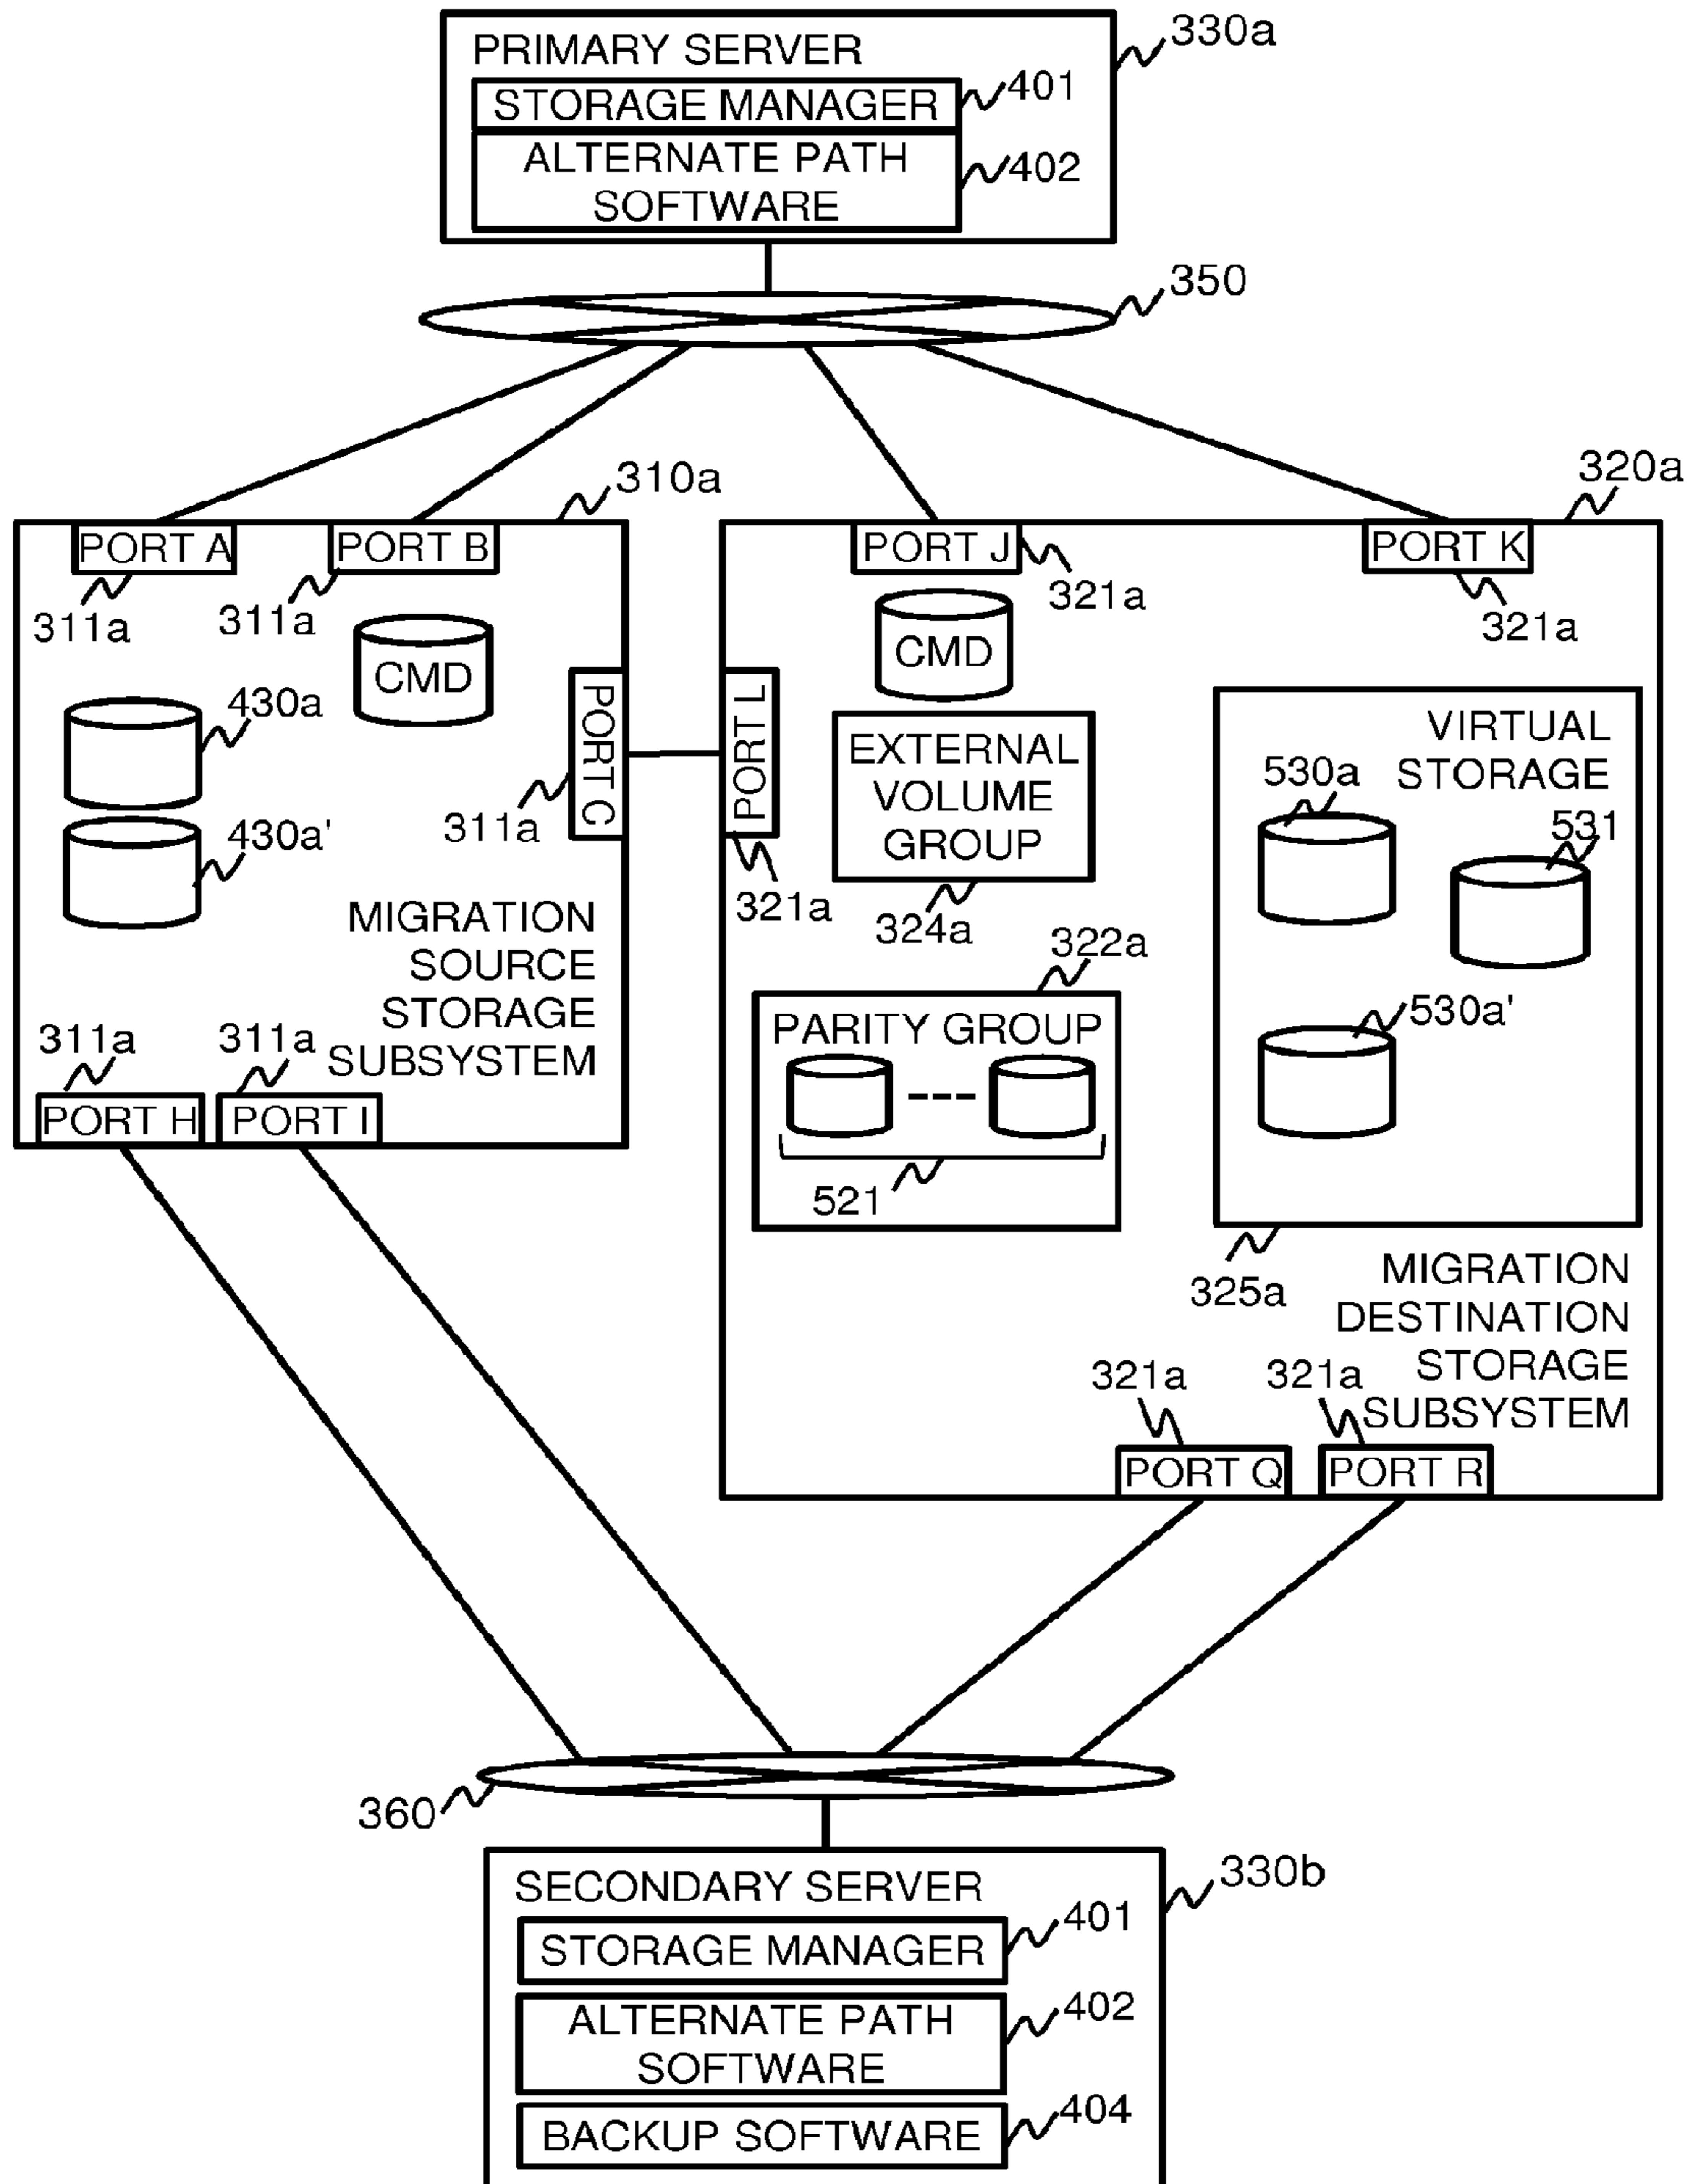 PRIMARY SERVER
330a
STORAGE MANAGER
401
ALTERNATE PATH
SOFTWARE
402
350
310a
320a
PORT A
PORT B
PORT J
PORT K
311a
311a
321a
321a
CMD
CMD
430a
430a'
PORT C
311a
PORT L
321a
EXTERNAL
VOLUME
GROUP
324a
VIRTUAL
STORAGE
530a
531
530a'
325a
MIGRATION
SOURCE
STORAGE
SUBSYSTEM
322a
PARITY GROUP
521
311a
311a
PORT H
PORT I
MIGRATION
DESTINATION
STORAGE
SUBSYSTEM
321a
321a
PORT Q
PORT R
360
SECONDARY SERVER
330b
STORAGE MANAGER
401
ALTERNATE PATH
SOFTWARE
402
BACKUP SOFTWARE
404